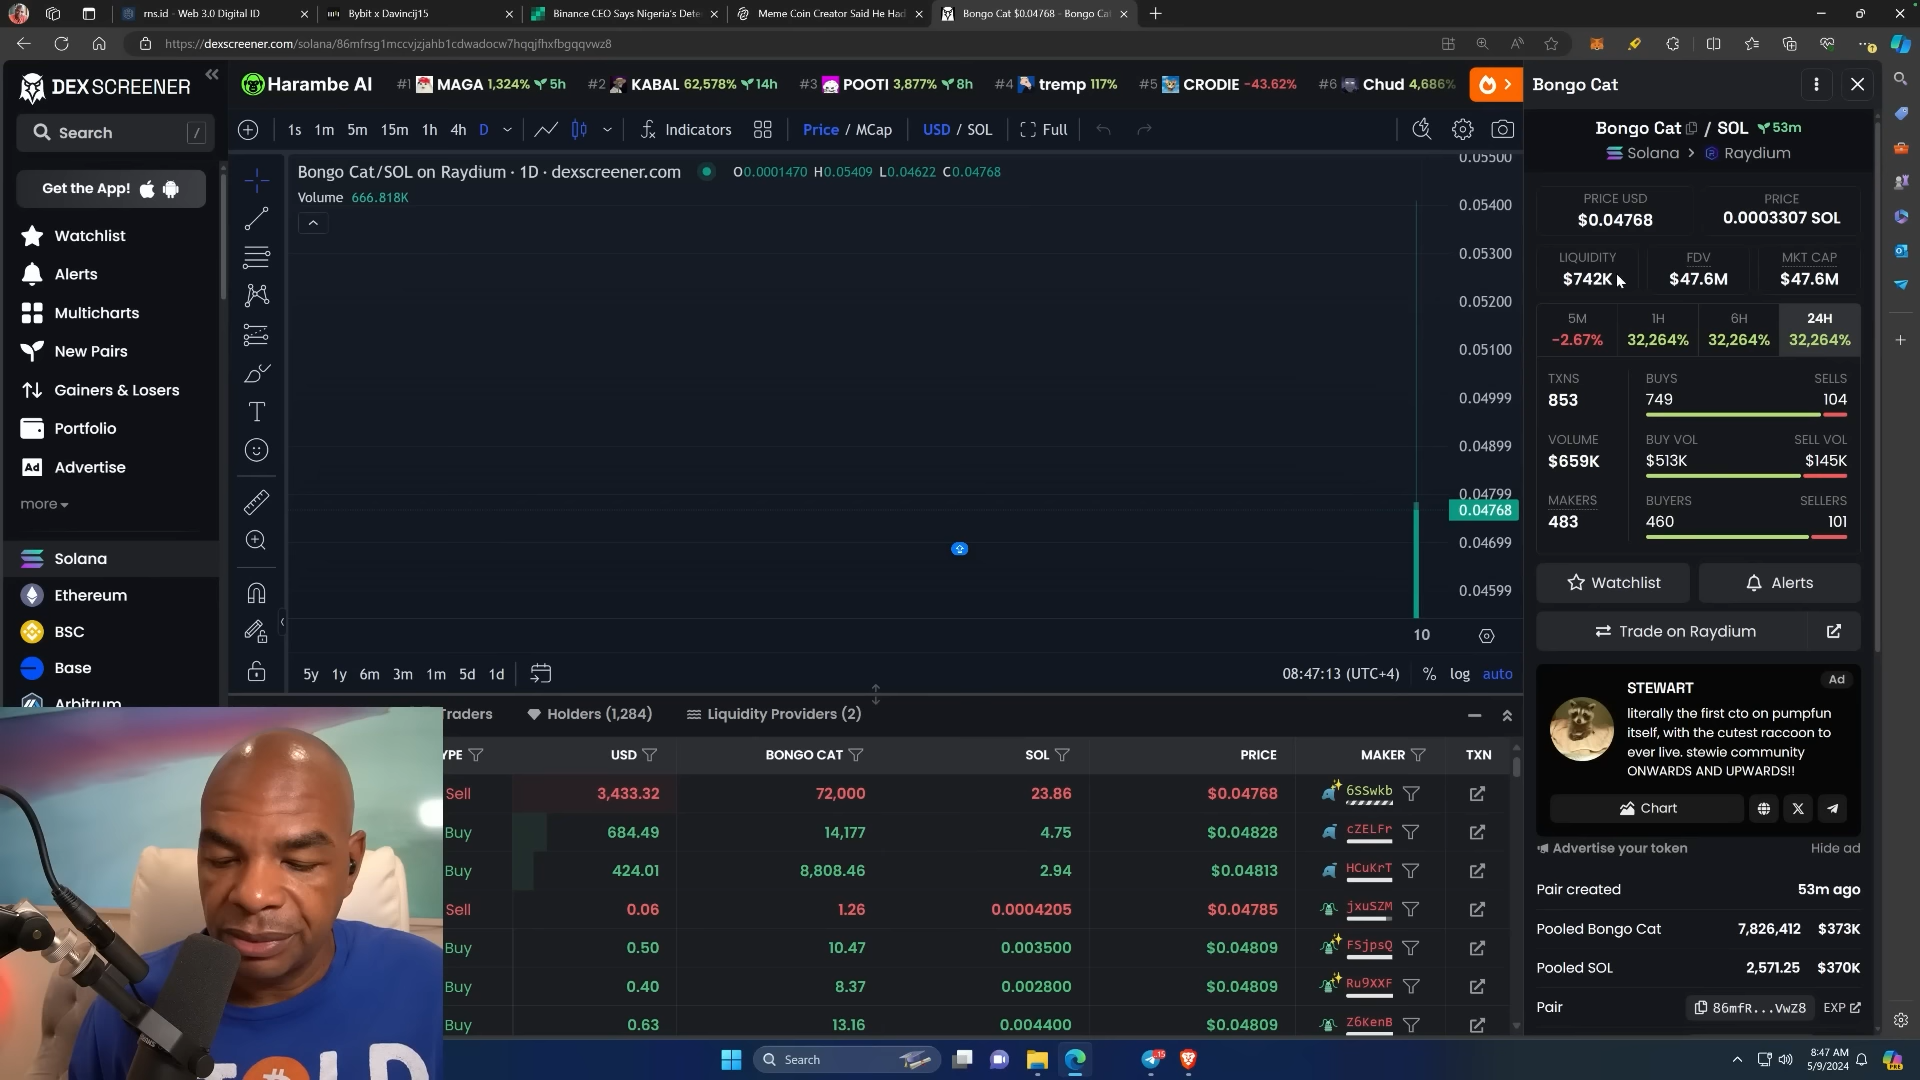 rns.id - Web 3.0 Digital ID
Bybit x Davincij15
Binance CEO Says Nigeria's Dete
Meme Coin Creator Said He Had
Bongo Cat $0.04768 - Bongo Cat
https://dexscreener.com/solana/86mfrsg1mccvjzjahb1cdwadocw7hqqjfhxfbgqqvwz8
DEX SCREENER
Harambe AI
#1 MAGA 1,324% 5h
#2 KABAL 62,578% 14h
#3 POOTI 3,877% 8h
#4 tremp 117%
#5 CRODIE -43.62%
#6 Chud 4,686%
Bongo Cat
Search /
1s 1m 5m 15m 1h 4h D
Indicators
Price / MCap
USD / SOL
Full
Bongo Cat / SOL 53m
Solana > Raydium
Get the App!
Watchlist
Alerts
Multicharts
New Pairs
Gainers & Losers
Portfolio
Ad Advertise
more
Solana
Ethereum
BSC
Base
Arbitrum
Bongo Cat/SOL on Raydium · 1D · dexscreener.com
O0.0001470 H0.05409 L0.04622 C0.04768
Volume 666.818K
0.05500
0.05400
0.05300
0.05200
0.05100
0.04999
0.04899
0.04799
0.04768
0.04699
0.04599
10
5y 1y 6m 3m 1m 5d 1d
08:47:13 (UTC+4) % log auto
PRICE USD
$0.04768
PRICE
0.0003307 SOL
LIQUIDITY
$742K
FDV
$47.6M
MKT CAP
$47.6M
5M
-2.67%
1H
32,264%
6H
32,264%
24H
32,264%
TXNS
853
BUYS
749
SELLS
104
VOLUME
$659K
BUY VOL
$513K
SELL VOL
$145K
MAKERS
483
BUYERS
460
SELLERS
101
Watchlist
Alerts
Trade on Raydium
STEWART
Ad
literally the first cto on pumpfun
itself, with the cutest raccoon to
ever live. stewie community
ONWARDS AND UPWARDS!!
Chart
Advertise your token
Hide ad
Pair created 53m ago
Pooled Bongo Cat 7,826,412 $373K
Pooled SOL 2,571.25 $370K
Pair 86mfR...VwZ8 EXP
raders
Holders (1,284)
Liquidity Providers (2)
YPE USD BONGO CAT SOL PRICE MAKER TXN
Sell 3,433.32 72,000 23.86 $0.04768 6SSwkb
Buy 684.49 14,177 4.75 $0.04828 cZELFr
Buy 424.01 8,808.46 2.94 $0.04813 HCuKrT
Sell 0.06 1.26 0.0004205 $0.04785 jxuSZM
Buy 0.50 10.47 0.003500 $0.04809 FSjpsQ
Buy 0.40 8.37 0.002800 $0.04809 Ru9XXF
Buy 0.63 13.16 0.004400 $0.04809 Z6KenB
Search
15
8:47 AM
5/9/2024